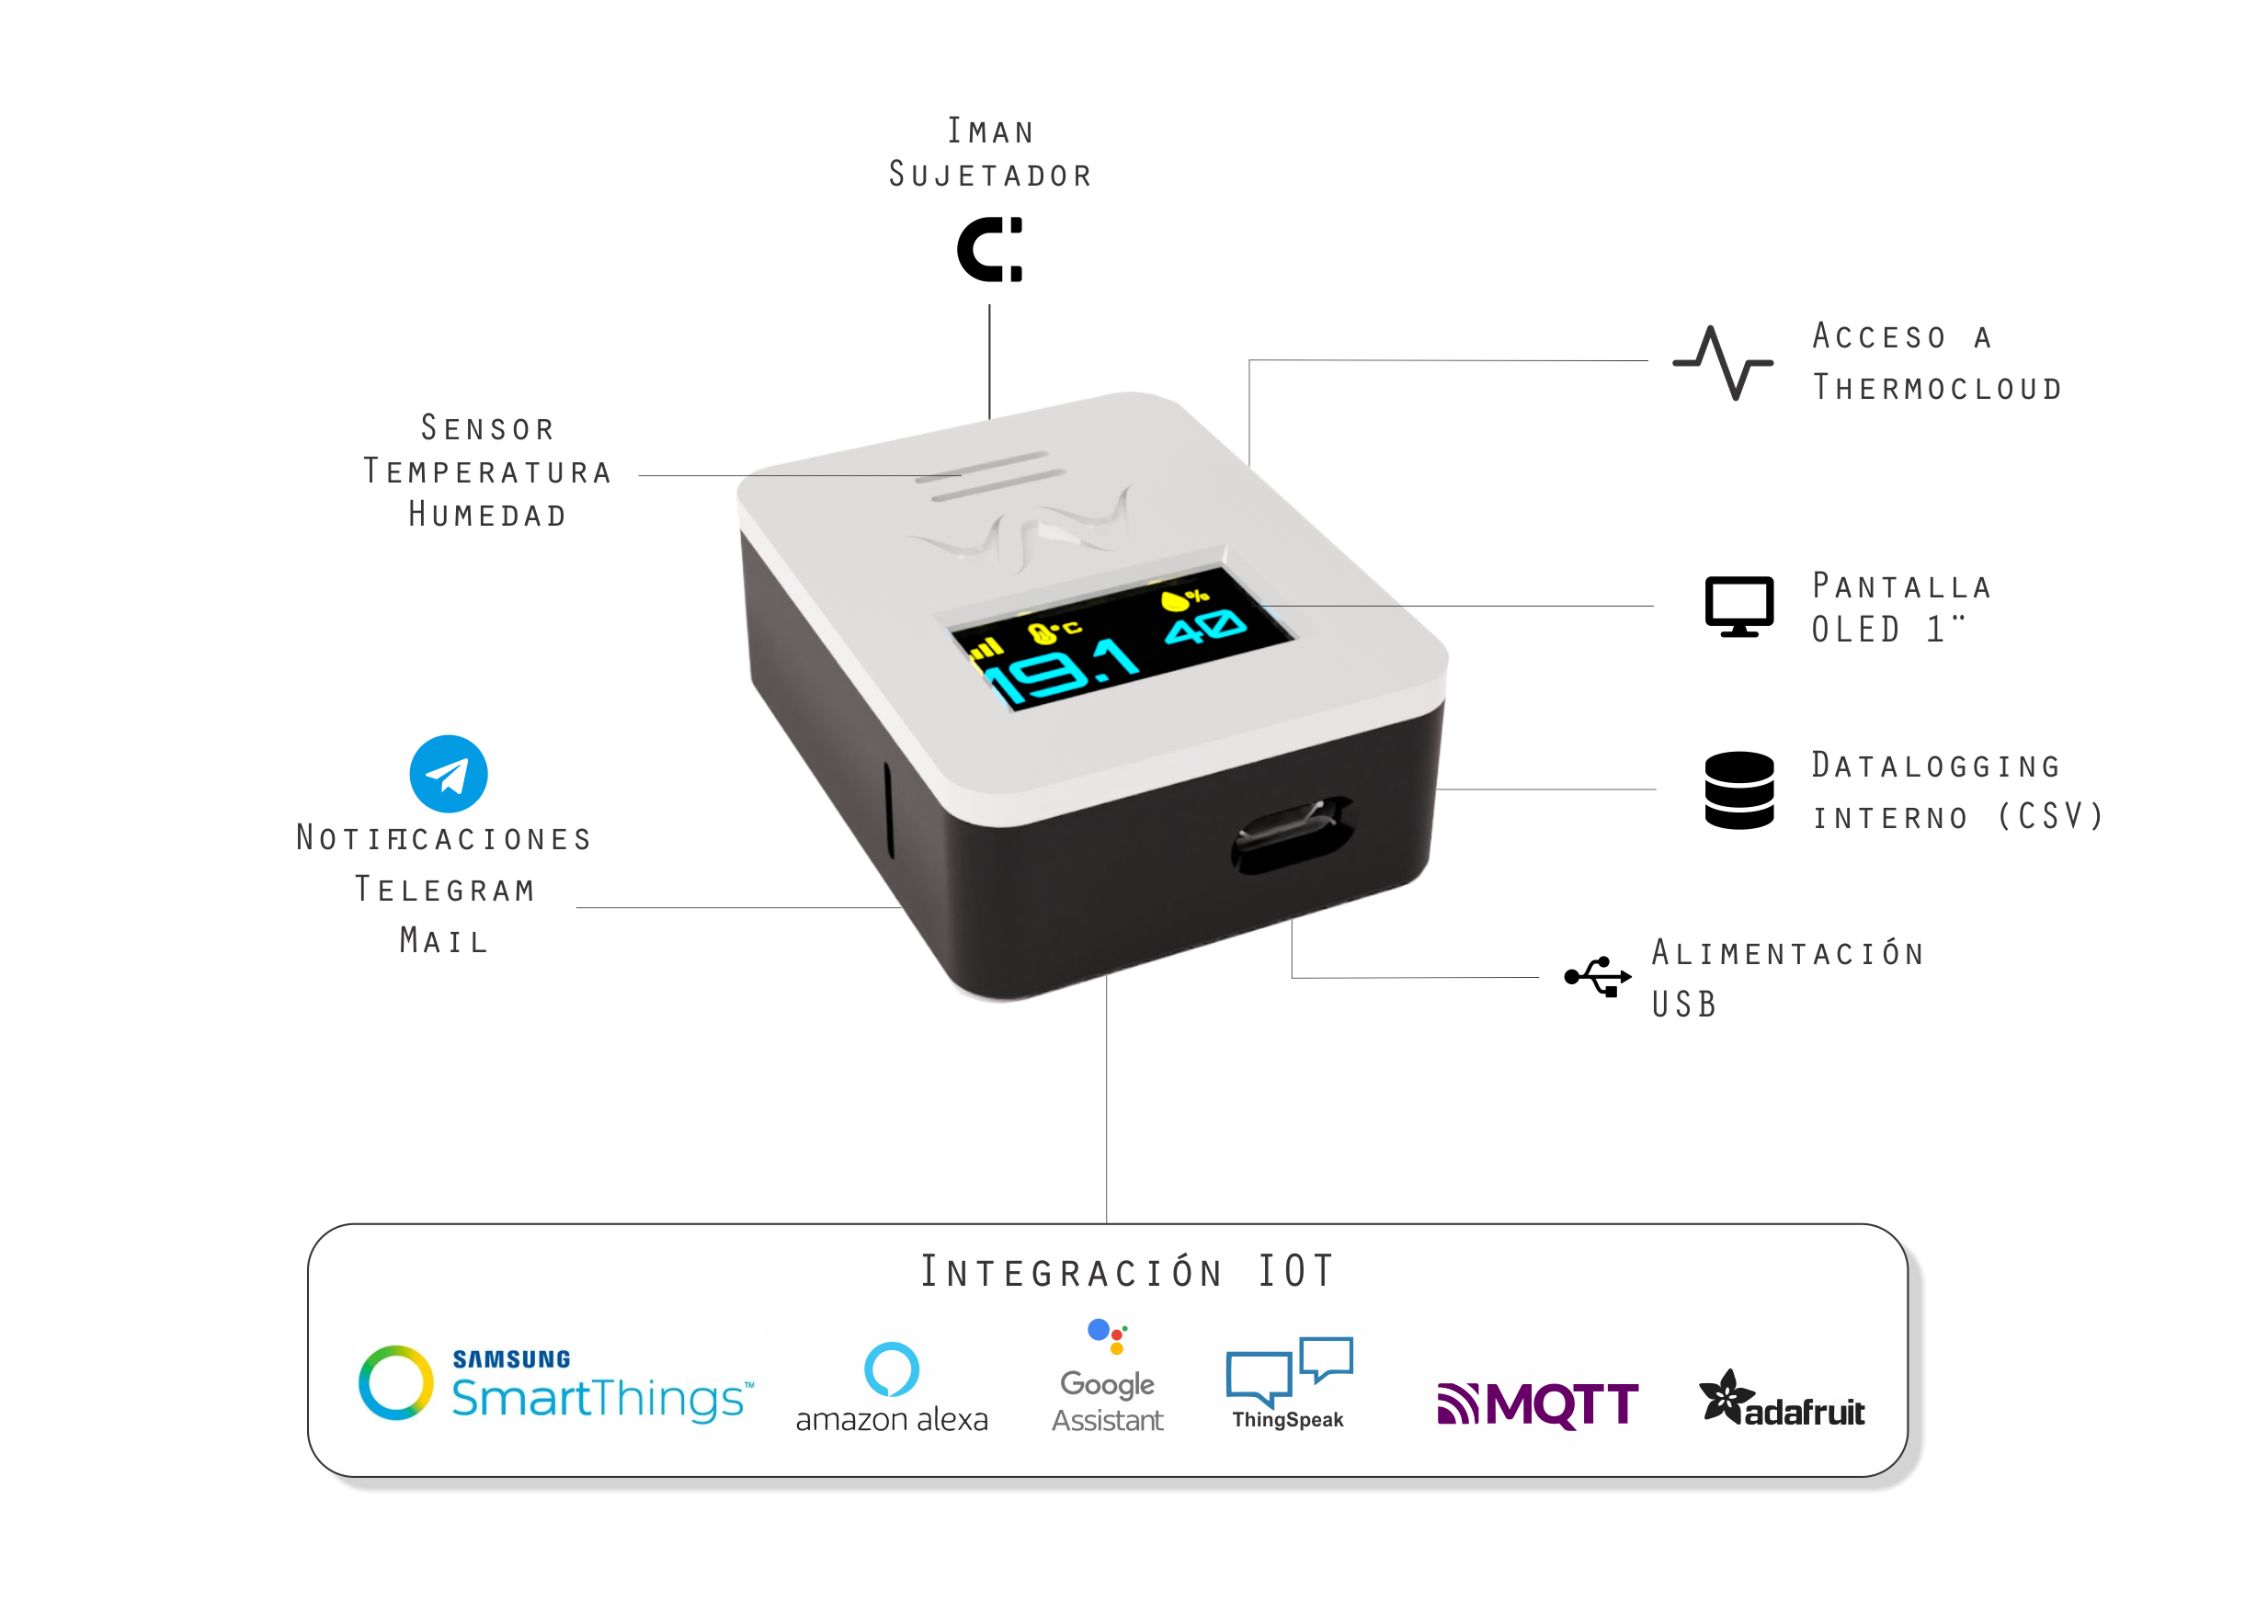 Iman
Sujetador
Acceso a
Thermocloud
Sensor
Temperatura
Humedad
Pantalla
OLED 1¨
°C
%
19.1
40
Datalogging
interno (CSV)
Notificaciones
Telegram
Mail
Alimentación
USB
Integración IOT
SAMSUNG
SmartThings™
amazon alexa
Google
Assistant
ThingSpeak
MQTT
adafruit